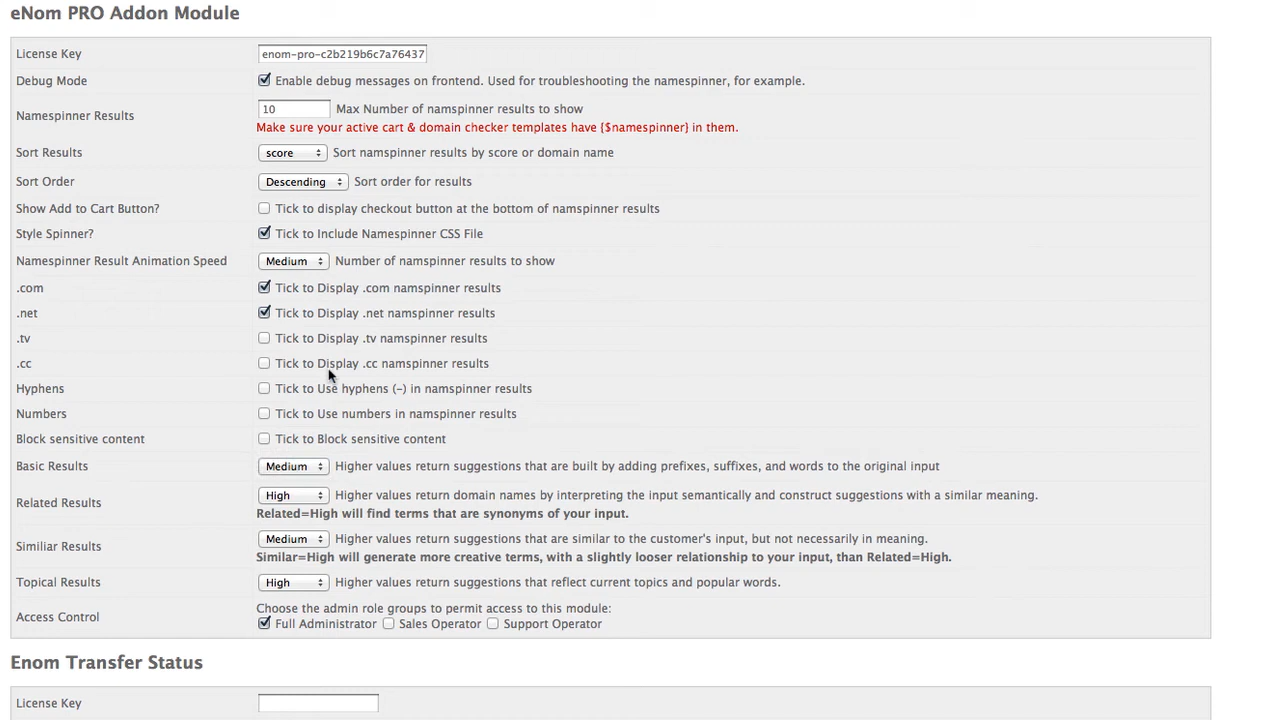 eNom PRO Addon Module
License Key enom-pro-c2b219b6c7a76437
Debug Mode Enable debug messages on frontend. Used for troubleshooting the namespinner, for example.
Namespinner Results 10 Max Number of namspinner results to show
Make sure your active cart & domain checker templates have {$namespinner} in them.
Sort Results score Sort namspinner results by score or domain name
Sort Order Descending Sort order for results
Show Add to Cart Button? Tick to display checkout button at the bottom of namspinner results
Style Spinner? Tick to Include Namespinner CSS File
Namespinner Result Animation Speed Medium Number of namspinner results to show
.com Tick to Display .com namspinner results
.net Tick to Display .net namspinner results
.tv Tick to Display .tv namspinner results
.cc Tick to Display .cc namspinner results
Hyphens Tick to Use hyphens (-) in namspinner results
Numbers Tick to Use numbers in namspinner results
Block sensitive content Tick to Block sensitive content
Basic Results Medium Higher values return suggestions that are built by adding prefixes, suffixes, and words to the original input
Related Results High Higher values return domain names by interpreting the input semantically and construct suggestions with a similar meaning.
Related=High will find terms that are synonyms of your input.
Similiar Results Medium Higher values return suggestions that are similar to the customer's input, but not necessarily in meaning.
Similar=High will generate more creative terms, with a slightly looser relationship to your input, than Related=High.
Topical Results High Higher values return suggestions that reflect current topics and popular words.
Access Control Choose the admin role groups to permit access to this module:
Full Administrator Sales Operator Support Operator
Enom Transfer Status
License Key